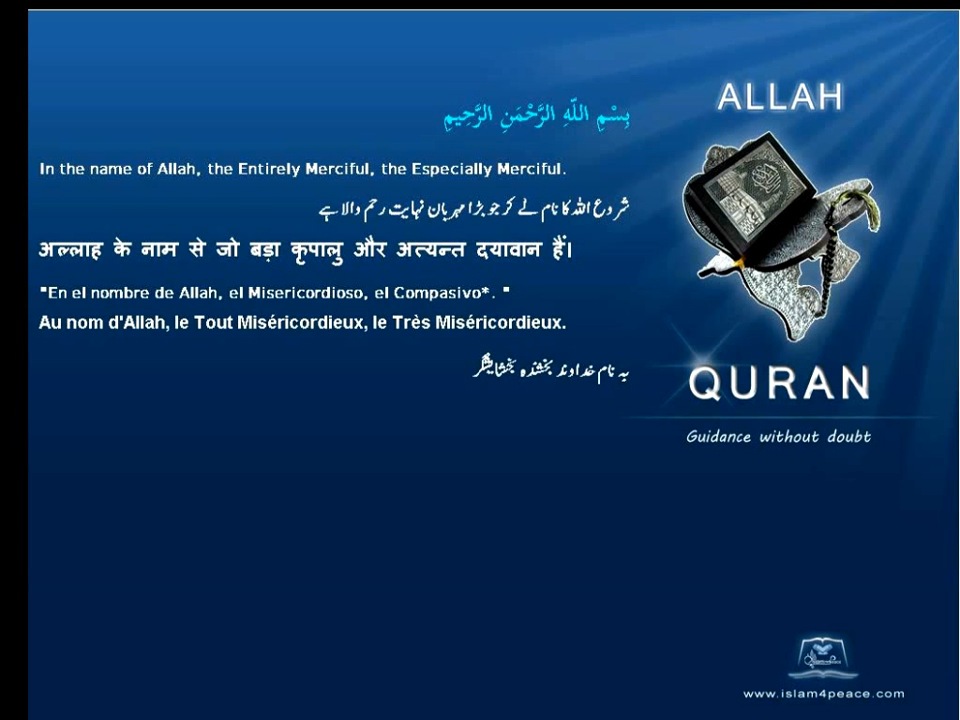 بِسْمِ اللّهِ الرَّحْمَنِ الرَّحِيمِ
In the name of Allah, the Entirely Merciful, the Especially Merciful.
شروع اللہ کا نام لے کر جو بڑا مہربان نہایت رحم والا ہے
अल्लाह के नाम से जो बड़ा कृपालु और अत्यन्त दयावान हैं।
"En el nombre de Allah, el Misericordioso, el Compasivo*. "
Au nom d'Allah, le Tout Miséricordieux, le Très Miséricordieux.
به نام خداوند بخشنده بخشایشگر
ALLAH
QURAN
Guidance without doubt
www.islam4peace.com